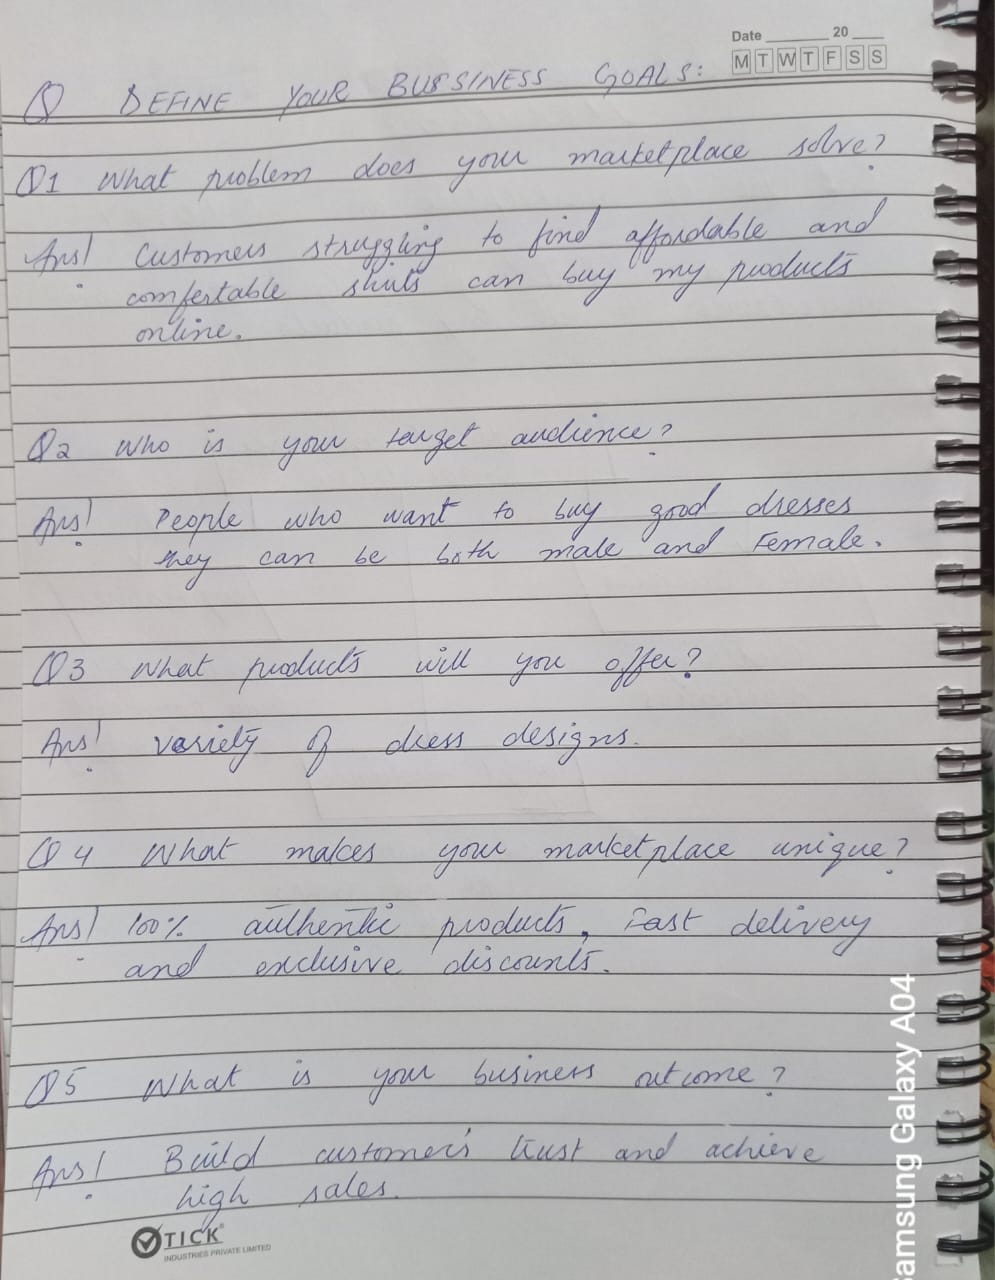 Date 20
M T W T F S S
Q DEFINE YOUR BUSSINESS GOALS:
Q1 What problem does your marketplace solve?
Ans! Customers struggling to find affordable and
comfertable shirts can buy my products
online.
Q2 Who is your target audience?
Ans! People who want to buy good dresses
they can be both male and Female.
Q3 What products will you offer?
Ans! variety of dress designs.
Q4 What makes your marketplace unique?
Ans! 100% authentic products, Fast delivery
and exclusive discounts.
Q5 What is your business outcome?
Ans! Build customer's trust and achieve
high sales.
TICK
INDUSTRIES PRIVATE LIMITED
amsung Galaxy A04